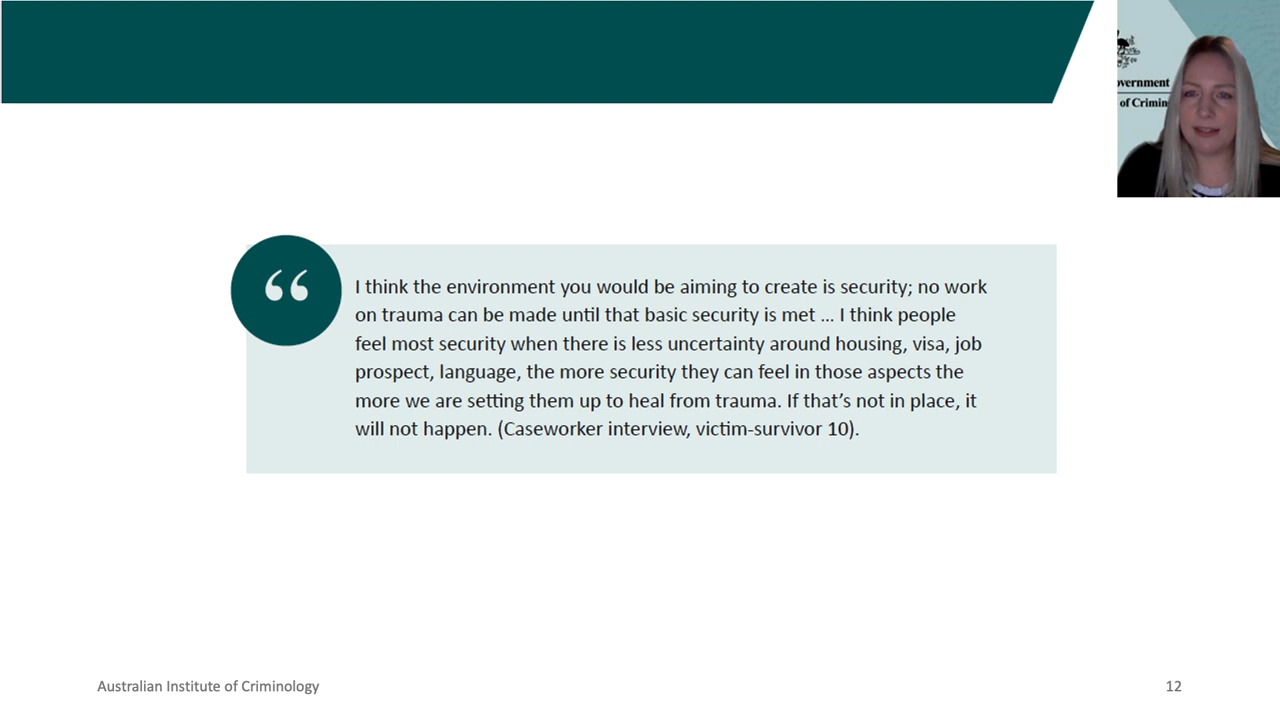 overnment
of Crimin
“
I think the environment you would be aiming to create is security; no work
on trauma can be made until that basic security is met ... I think people
feel most security when there is less uncertainty around housing, visa, job
prospect, language, the more security they can feel in those aspects the
more we are setting them up to heal from trauma. If that’s not in place, it
will not happen. (Caseworker interview, victim-survivor 10).
Australian Institute of Criminology
12